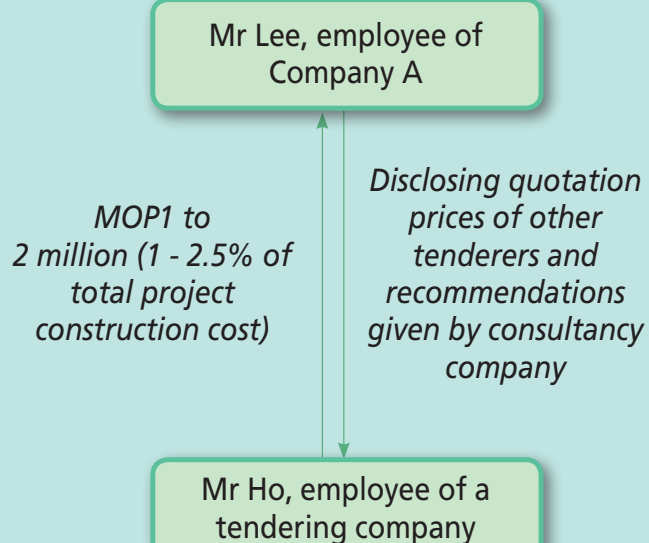 Mr Lee, employee of
Company A
MOP1 to
2 million (1 - 2.5% of
total project
construction cost)
Disclosing quotation
prices of other
tenderers and
recommendations
given by consultancy
company
Mr Ho, employee of a
tendering company